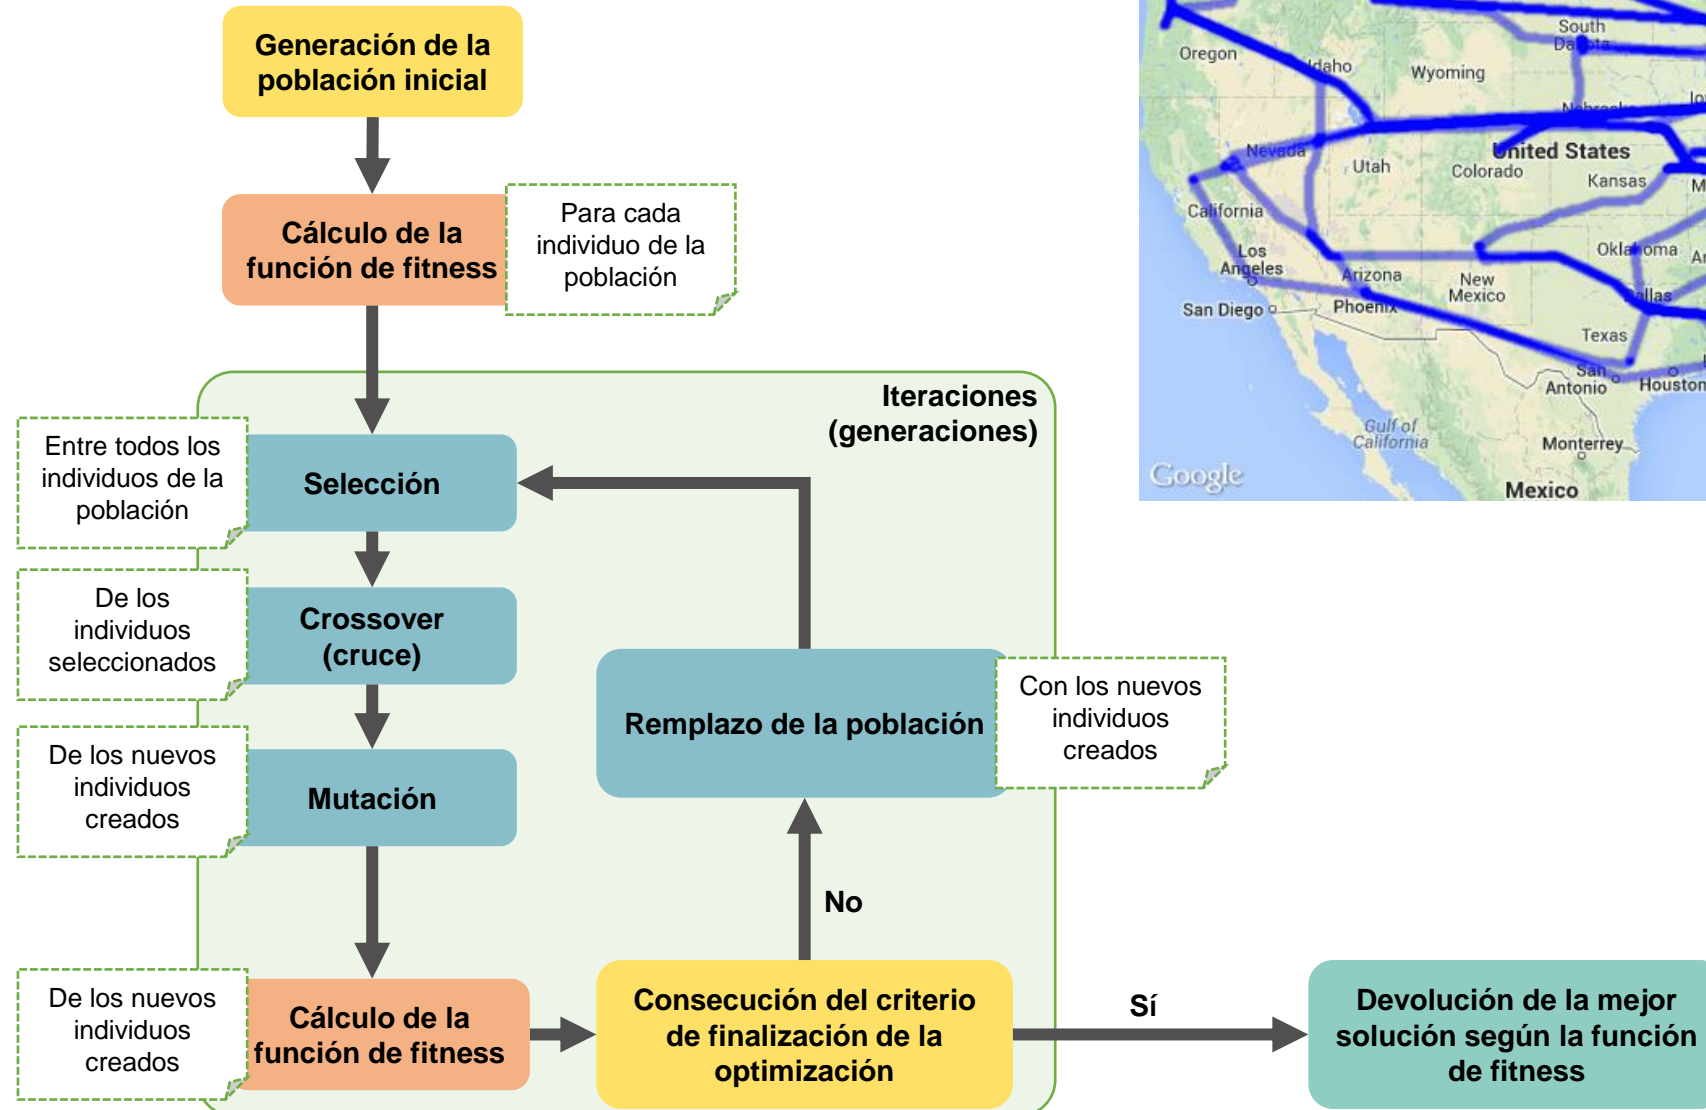 Generación de la
población inicial
Cálculo de la
función de fitness
Para cada
individuo de la
población
Iteraciones
(generaciones)
Entre todos los
individuos de la
población
Selección
De los
individuos
seleccionados
Crossover
(cruce)
De los nuevos
individuos
creados
Mutación
Remplazo de la población
Con los nuevos
individuos
creados
No
De los nuevos
individuos
creados
Cálculo de la
función de fitness
Consecución del criterio
de finalización de la
optimización
Sí
Devolución de la mejor
solución según la función
de fitness
Oregon
Idaho
Wyoming
South
Dakota
Nebraska
Nevada
Utah
United States
Colorado
Kansas
California
Los
Angeles
Arizona
New
Mexico
Oklahoma
Dallas
San Diego
Phoenix
Texas
San
Antonio
Houston
Gulf of
California
Monterrey
Mexico
Google